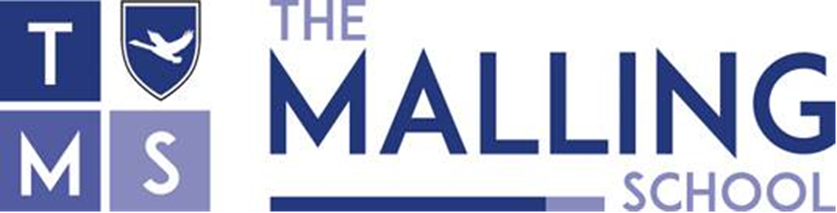 T
M S
THE
MALLING
SCHOOL